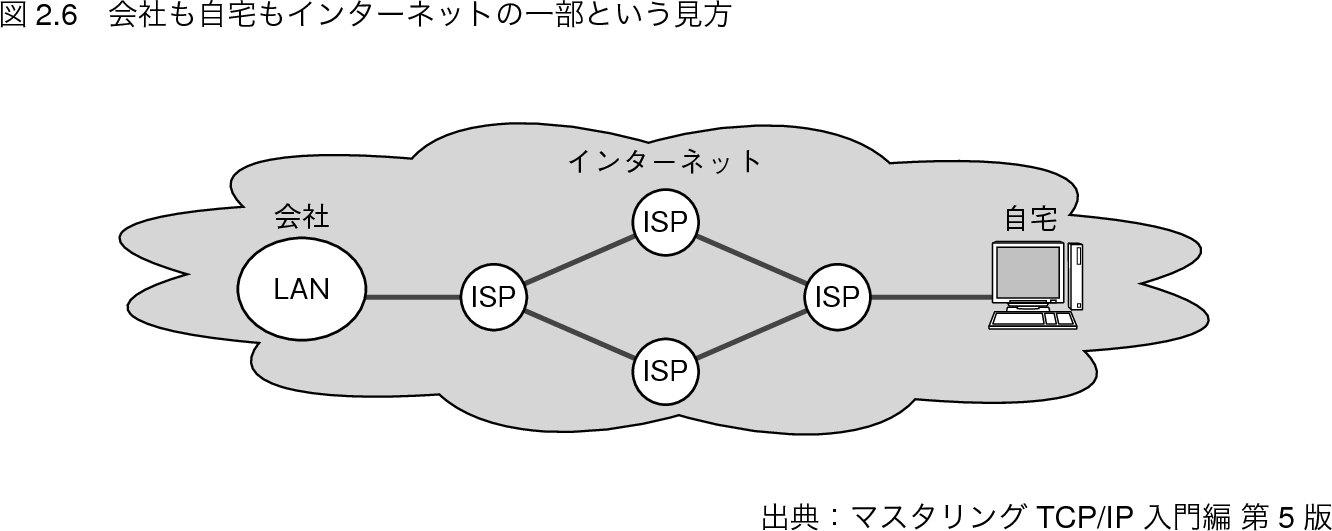 図 2.6　会社も自宅もインターネットの一部という見方
インターネット
会社
自宅
ISP
LAN
ISP
ISP
ISP
出典：マスタリング TCP/IP 入門編 第 5 版